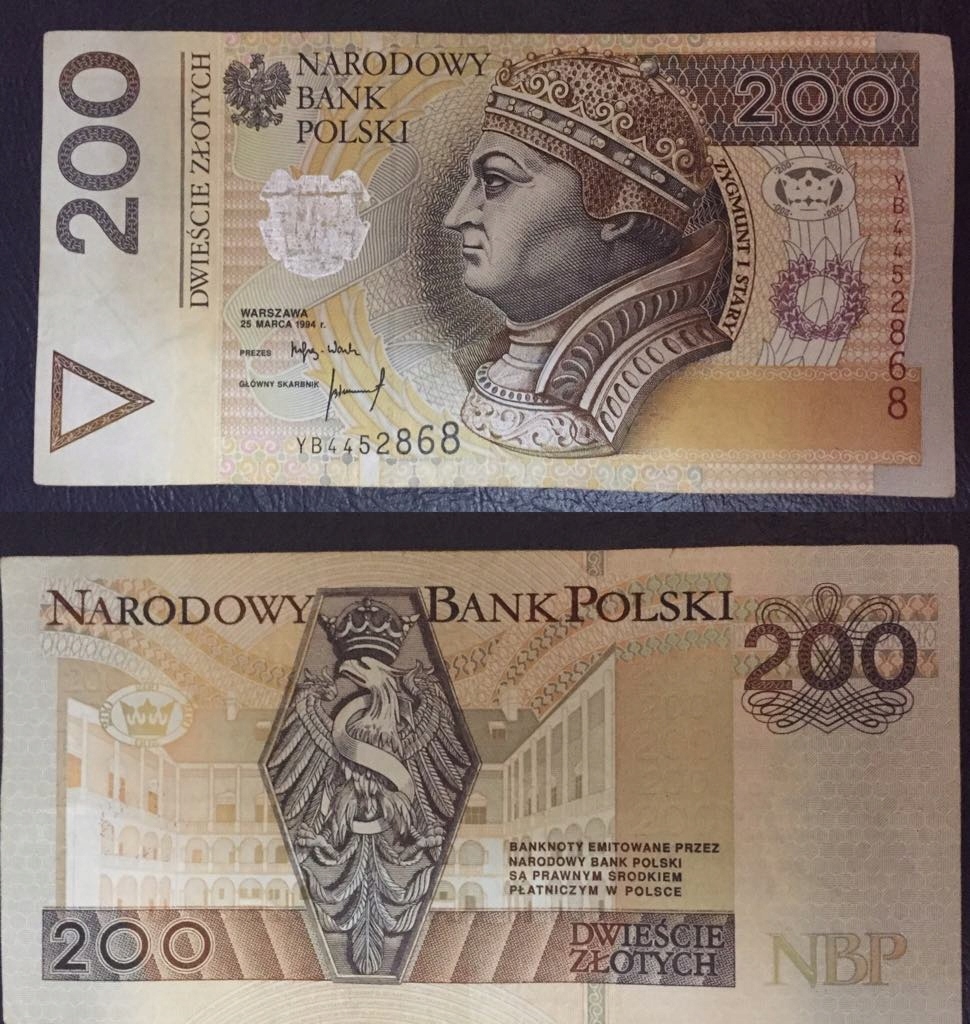 200
DWIEŚCIE ZŁOTYCH
NARODOWY
BANK
POLSKI
200
ZYGMUNT I STARY
YB4452868
WARSZAWA
25 MARCA 1994 r.
PREZES
GŁÓWNY SKARBNIK
YB4452868
NARODOWY BANK POLSKI
200
BANKNOTY EMITOWANE PRZEZ
NARODOWY BANK POLSKI
SĄ PRAWNYM ŚRODKIEM
PŁATNICZYM W POLSCE
200
DWIEŚCIE
ZŁOTYCH
NBP